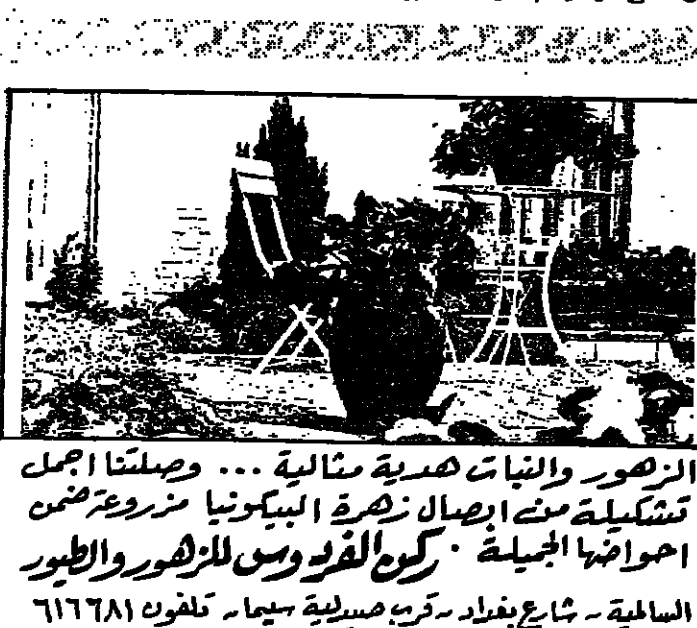 الزهور والنبات هدية مثالية ... وصلتنا اجمل
تشكيلة من ابصال زهرة البيكونيا مزروعة ضمن
احواضها الجميلة . ركن الفردوس للزهور والطيور
السالمية - شارع بغداد - قرب صيدلية سيما - تلفون ٦١٦٦٨١